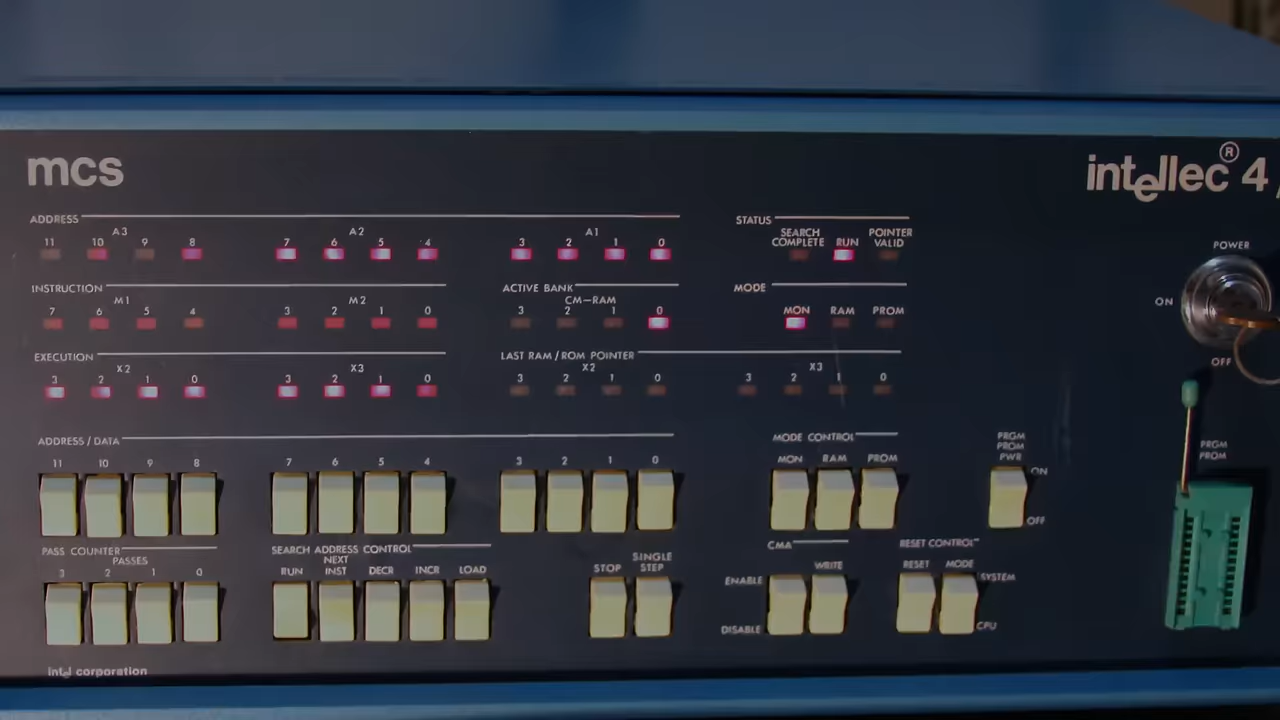 mcs
intellec® 4
ADDRESS
A3 A2 A1
11 10 9 8 7 6 5 4 3 2 1 0
STATUS
SEARCH COMPLETE RUN POINTER VALID
POWER
ON
OFF
INSTRUCTION
M1 M2
7 6 5 4 3 2 1 0
ACTIVE BANK
CM-RAM
3 2 1 0
MODE
MON RAM PROM
EXECUTION
X2 X3
3 2 1 0 3 2 1 0
LAST RAM/ROM POINTER
X2 X3
3 2 1 0 3 2 1 0
ADDRESS/DATA
11 10 9 8 7 6 5 4 3 2 1 0
MODE CONTROL
MON RAM PROM
PRGM
PROM
PWR
ON
OFF
PRGM
PROM
PASS COUNTER
PASSES
3 2 1 0
SEARCH ADDRESS CONTROL
RUN NEXT INST DECR INCR LOAD
STOP SINGLE STEP
CMA
WRITE
ENABLE
DISABLE
RESET CONTROL
RESET MODE
SYSTEM
CPU
intel corporation